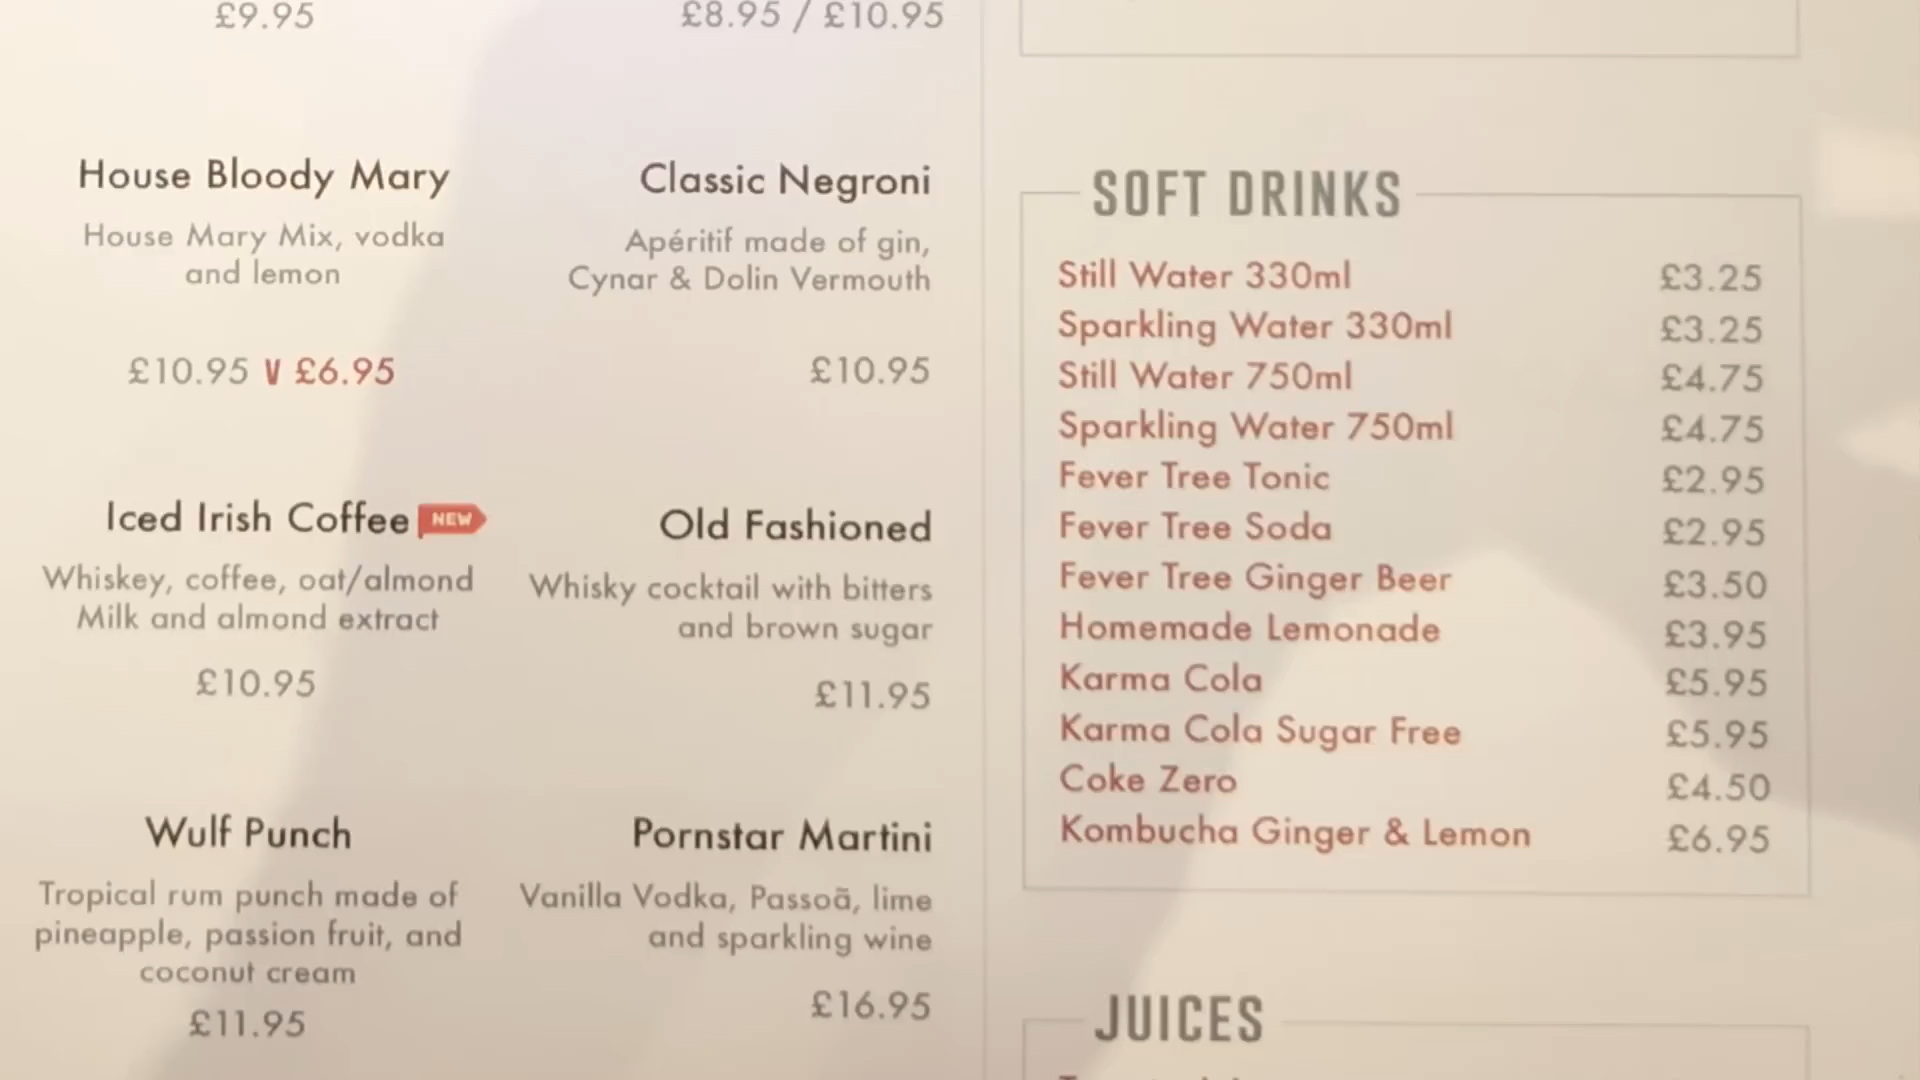 £9.95
£8.95 / £10.95
House Bloody Mary
House Mary Mix, vodka
and lemon
£10.95 V £6.95
Classic Negroni
Apéritif made of gin,
Cynar & Dolin Vermouth
£10.95
Iced Irish Coffee NEW
Whiskey, coffee, oat/almond
Milk and almond extract
£10.95
Old Fashioned
Whisky cocktail with bitters
and brown sugar
£11.95
Wulf Punch
Tropical rum punch made of
pineapple, passion fruit, and
coconut cream
£11.95
Pornstar Martini
Vanilla Vodka, Passoã, lime
and sparkling wine
£16.95
SOFT DRINKS
Still Water 330ml £3.25
Sparkling Water 330ml £3.25
Still Water 750ml £4.75
Sparkling Water 750ml £4.75
Fever Tree Tonic £2.95
Fever Tree Soda £2.95
Fever Tree Ginger Beer £3.50
Homemade Lemonade £3.95
Karma Cola £5.95
Karma Cola Sugar Free £5.95
Coke Zero £4.50
Kombucha Ginger & Lemon £6.95
JUICES